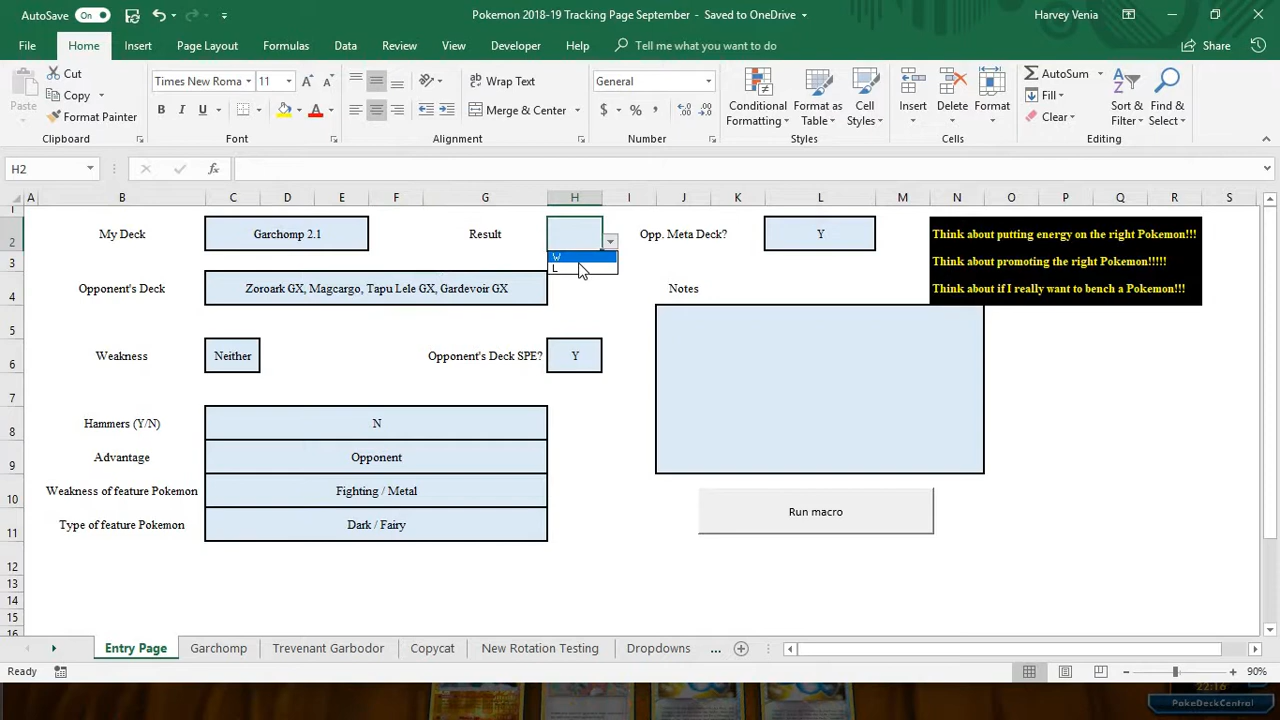 AutoSave On Pokemon 2018-19 Tracking Page September - Saved to OneDrive Harvey Venia
File Home Insert Page Layout Formulas Data Review View Developer Help Tell me what you want to do Share
Paste Cut Copy Format Painter
Times New Roma 11
B I U
Wrap Text
Merge & Center
General
$ % ,
Conditional Formatting Format as Table Cell Styles
Insert Delete Format
AutoSum Fill Clear
Sort & Filter Find & Select
Clipboard Font Alignment Number Styles Cells Editing
H2 fx
A B C D E F G H I J K L M N O P Q R S
1
2 My Deck Garchomp 2.1 Result Opp. Meta Deck? Y Think about putting energy on the right Pokemon!!!
W
L
3 Think about promoting the right Pokemon!!!!!
4 Opponent's Deck Zoroark GX, Magcargo, Tapu Lele GX, Gardevoir GX Notes Think about if I really want to bench a Pokemon!!!
5
6 Weakness Neither Opponent's Deck SPE? Y
7
8 Hammers (Y/N) N
9 Advantage Opponent
10 Weakness of feature Pokemon Fighting / Metal
11 Type of feature Pokemon Dark / Fairy Run macro
12
13
14
15
16
Entry Page Garchomp Trevenant Garbodor Copycat New Rotation Testing Dropdowns ...
Ready 90%
22:16
PokeDeckCentral